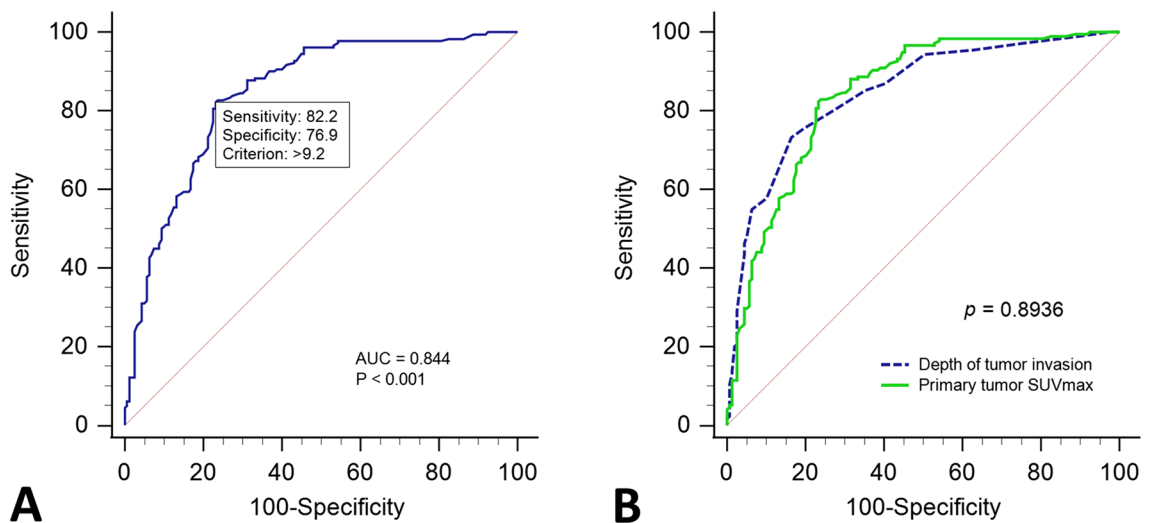 100
80
60
40
20
0
Sensitivity
Sensitivity: 82.2
Specificity: 76.9
Criterion: >9.2
AUC = 0.844
P < 0.001
0 20 40 60 80 100
100-Specificity
A
100
80
60
40
20
0
Sensitivity
p = 0.8936
Depth of tumor invasion
Primary tumor SUVmax
0 20 40 60 80 100
100-Specificity
B